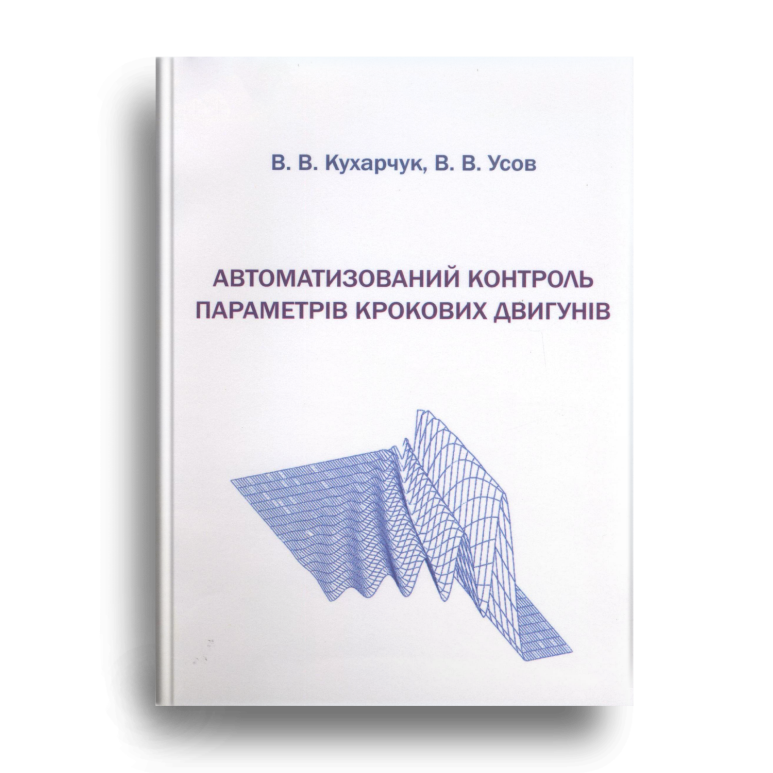 В. В. Кухарчук, В. В. Усов
АВТОМАТИЗОВАНИЙ КОНТРОЛЬ
ПАРАМЕТРІВ КРОКОВИХ ДВИГУНІВ